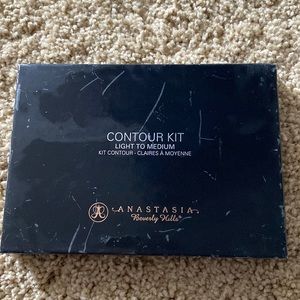 CONTOUR KIT
LIGHT TO MEDIUM
KIT CONTOUR - CLAIRES À MOYENNE
ANASTASIA
Beverly Hills®